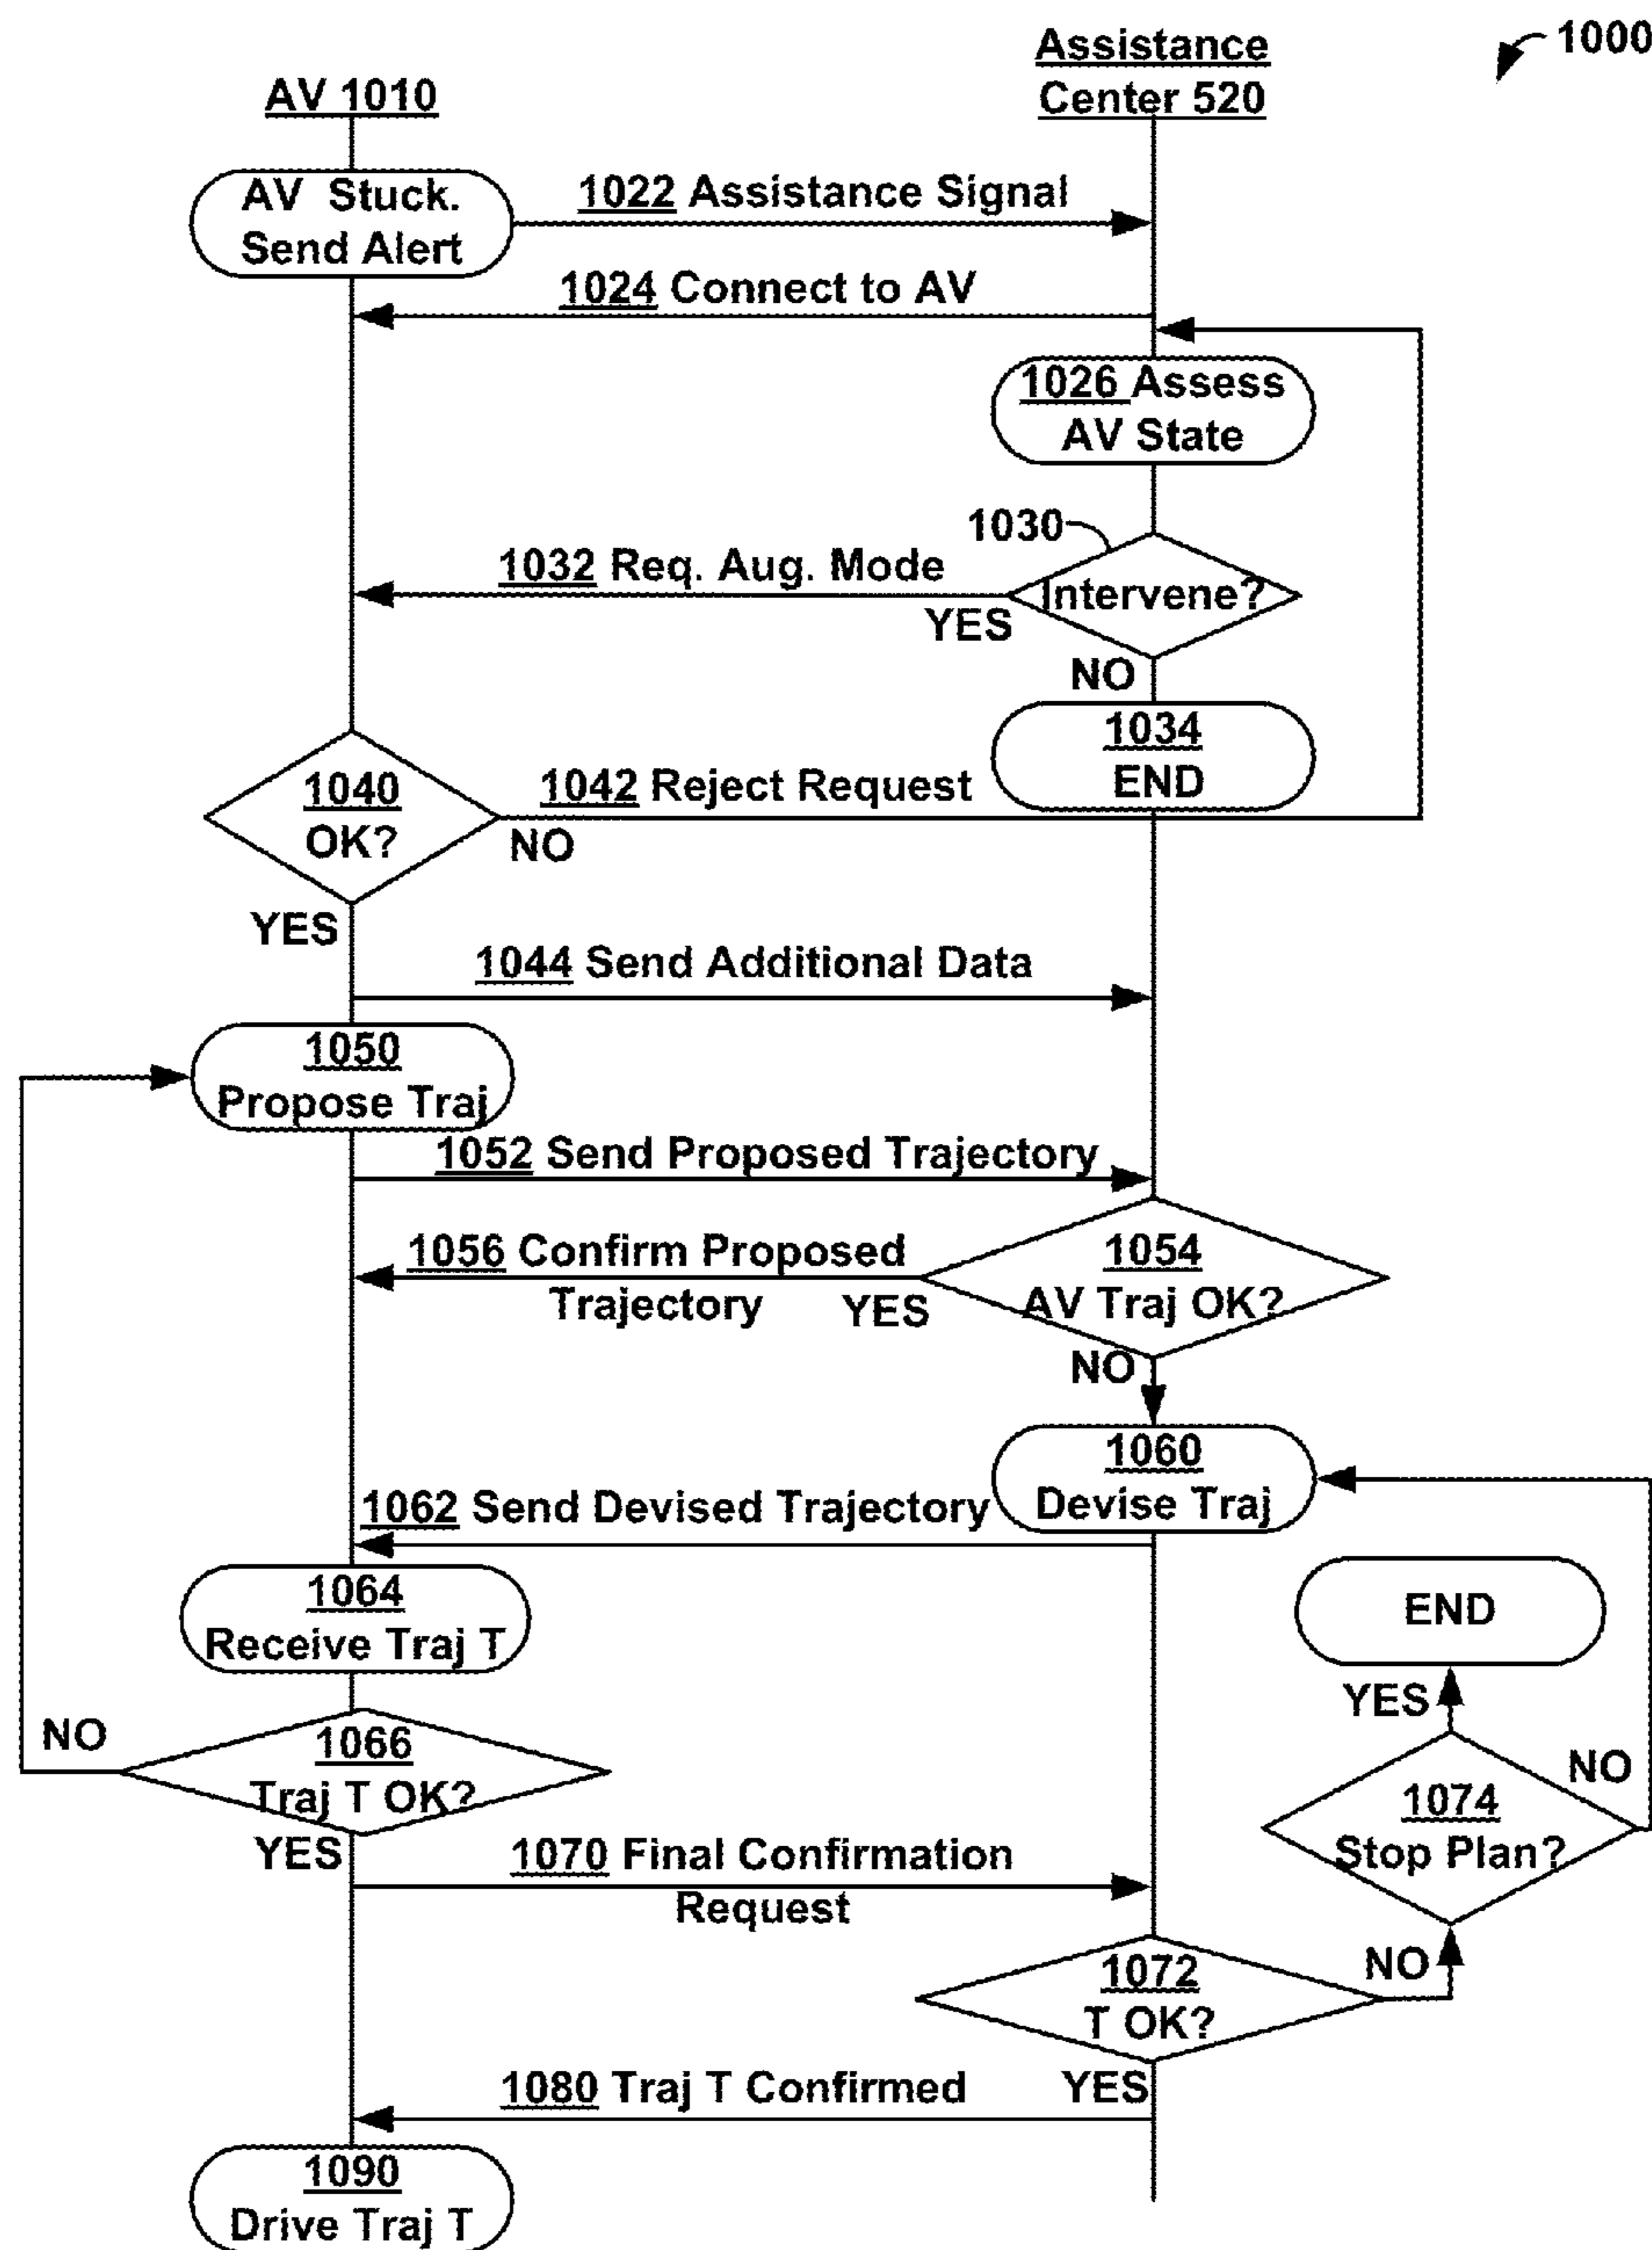 1000
AV 1010
Assistance
Center 520
AV Stuck.
Send Alert
1022 Assistance Signal
1024 Connect to AV
1026 Assess
AV State
1030
Intervene?
1032 Req. Aug. Mode
YES
NO
1034
END
1040
OK?
1042 Reject Request
NO
YES
1044 Send Additional Data
1050
Propose Traj
1052 Send Proposed Trajectory
1054
AV Traj OK?
1056 Confirm Proposed
Trajectory
YES
NO
1060
Devise Traj
1062 Send Devised Trajectory
1064
Receive Traj T
END
YES
NO
1066
Traj T OK?
NO
1074
Stop Plan?
YES
1070 Final Confirmation
Request
NO
1072
T OK?
YES
1080 Traj T Confirmed
1090
Drive Traj T